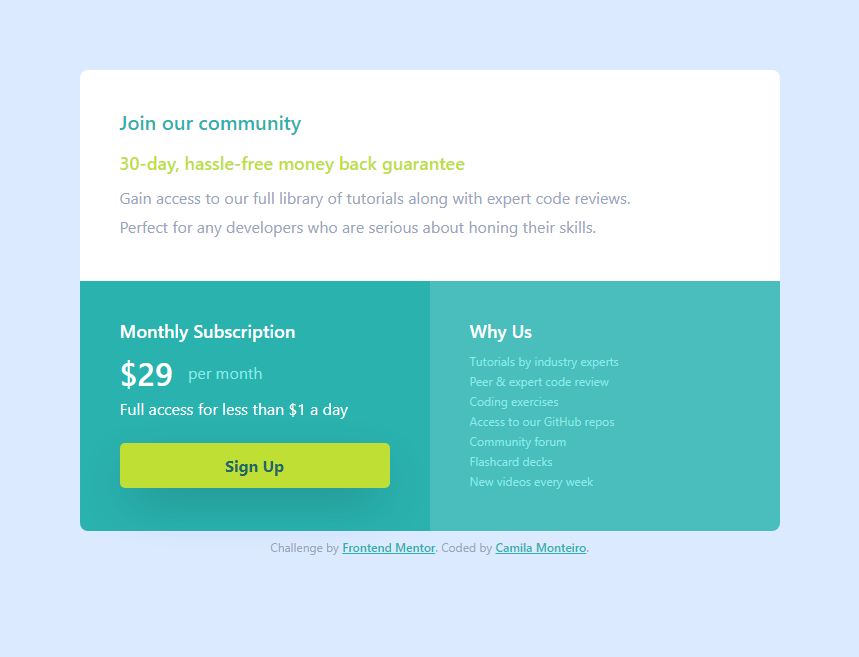 Join our community
30-day, hassle-free money back guarantee
Gain access to our full library of tutorials along with expert code reviews.
Perfect for any developers who are serious about honing their skills.
Monthly Subscription
$29 per month
Full access for less than $1 a day
Sign Up
Why Us
Tutorials by industry experts
Peer & expert code review
Coding exercises
Access to our GitHub repos
Community forum
Flashcard decks
New videos every week
Challenge by Frontend Mentor. Coded by Camila Monteiro.